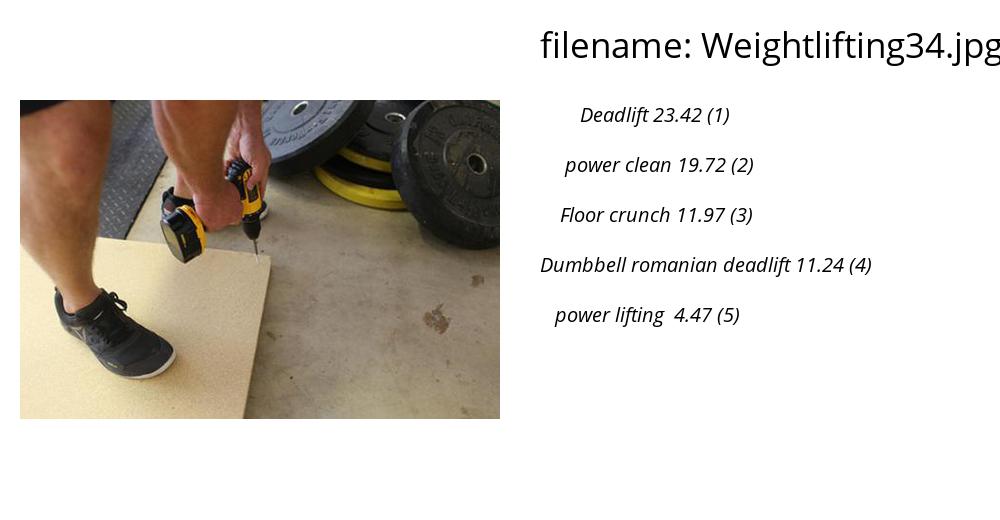 filename: Weightlifting34.jpg
Deadlift 23.42 (1)
power clean 19.72 (2)
Floor crunch 11.97 (3)
Dumbbell romanian deadlift 11.24 (4)
power lifting  4.47 (5)